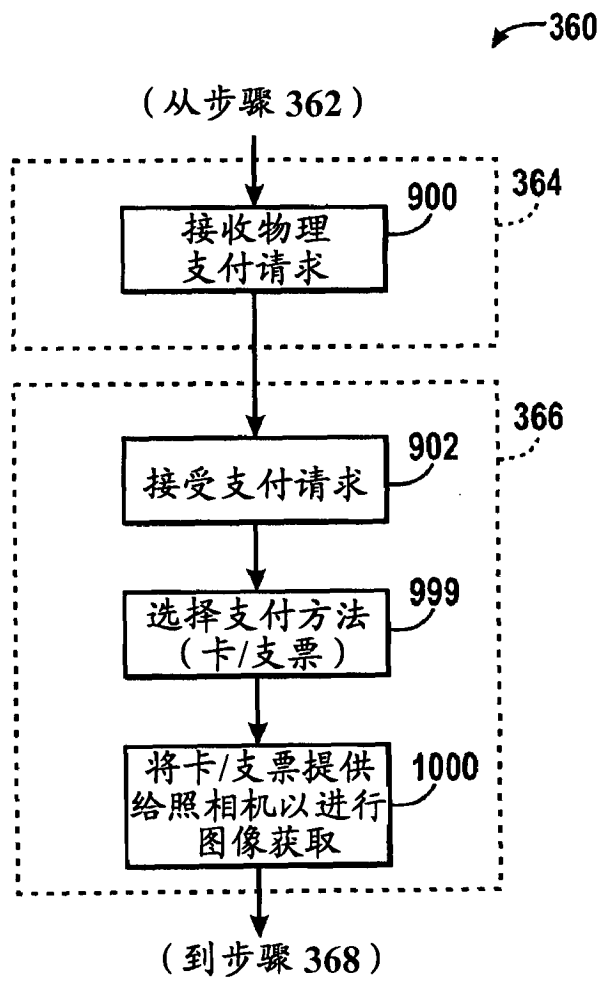 360
（从步骤 362）
364
900
接收物理
支付请求
366
902
接受支付请求
999
选择支付方法
（卡/支票）
1000
将卡/支票提供
给照相机以进行
图像获取
（到步骤 368）